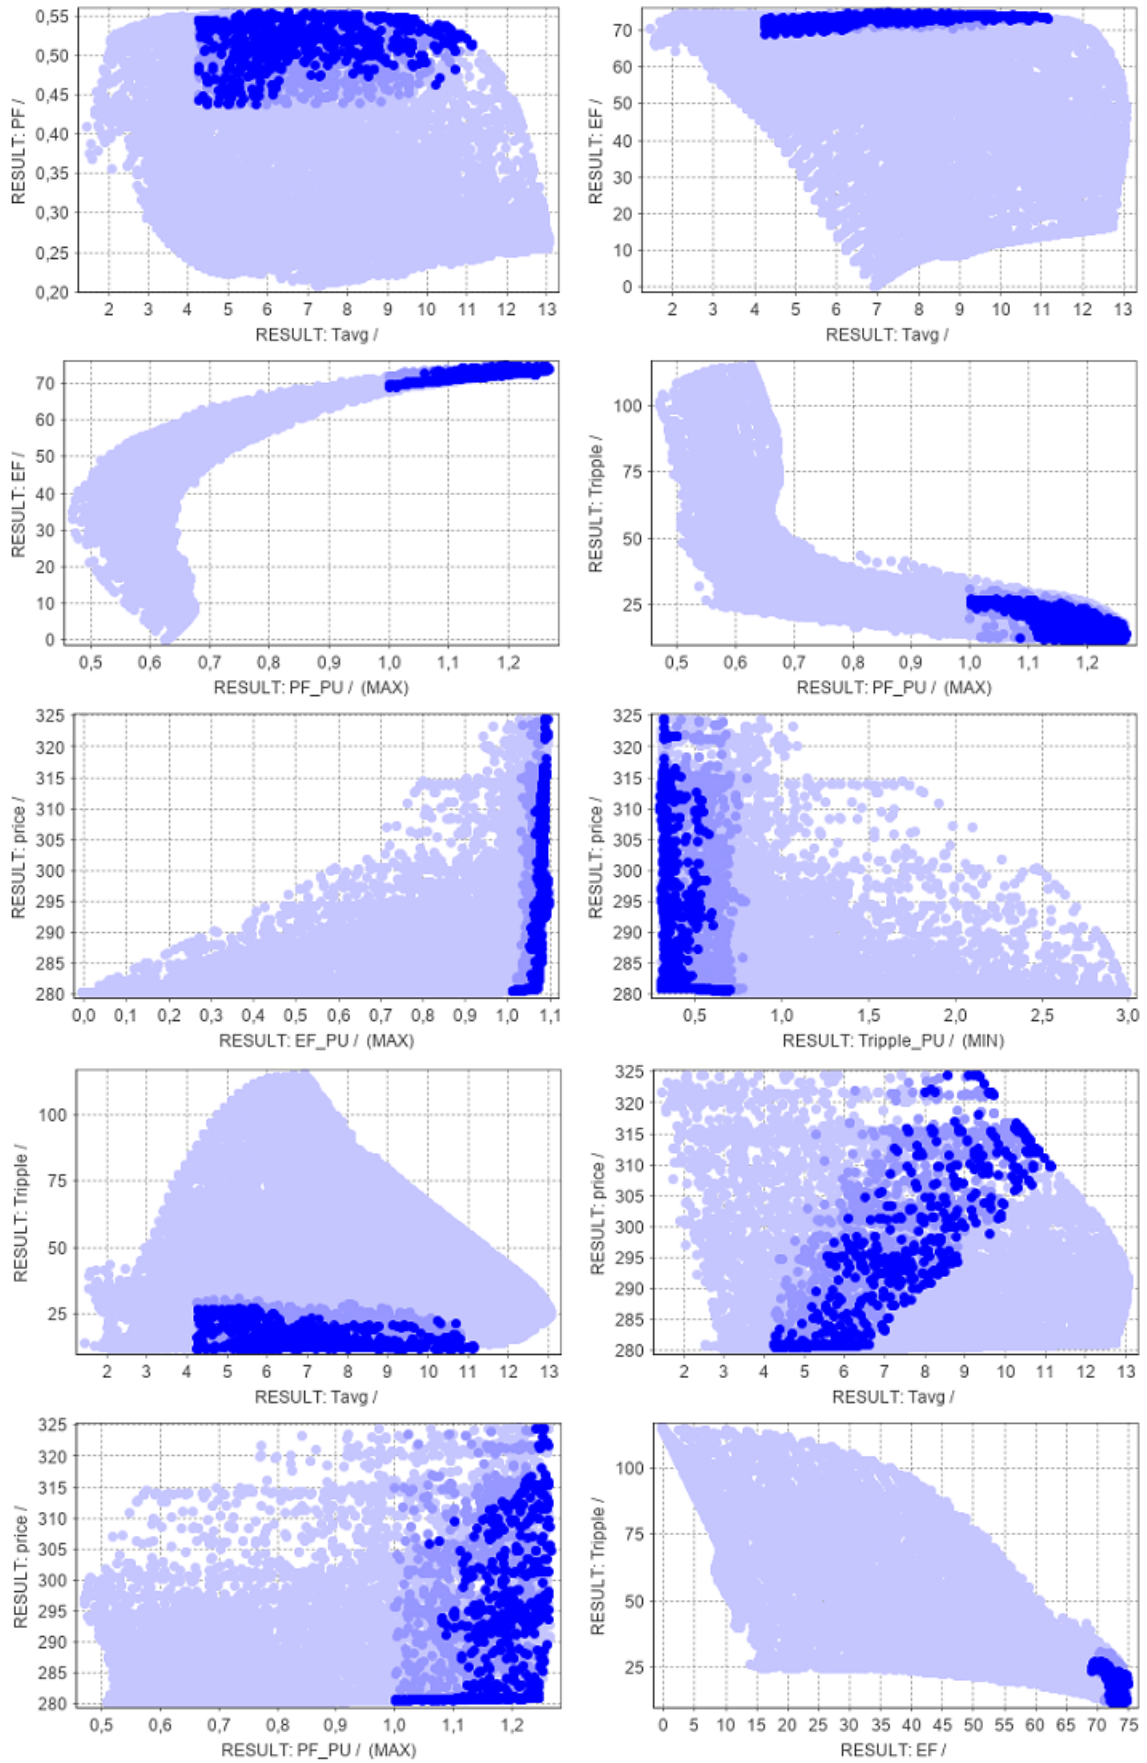 0,55
0,50
0,45
0,40
0,35
0,30
0,25
0,20
RESULT: PF /
2 3 4 5 6 7 8 9 10 11 12 13
RESULT: Tavg /
70
60
50
40
30
20
10
0
RESULT: EF /
2 3 4 5 6 7 8 9 10 11 12 13
RESULT: Tavg /
70
60
50
40
30
20
10
0
RESULT: EF /
0,5 0,6 0,7 0,8 0,9 1,0 1,1 1,2
RESULT: PF_PU / (MAX)
100
75
50
25
RESULT: Tripple /
0,5 0,6 0,7 0,8 0,9 1,0 1,1 1,2
RESULT: PF_PU / (MAX)
325
320
315
310
305
300
295
290
285
280
RESULT: price /
0,0 0,1 0,2 0,3 0,4 0,5 0,6 0,7 0,8 0,9 1,0 1,1
RESULT: EF_PU / (MAX)
325
320
315
310
305
300
295
290
285
280
RESULT: price /
0,5 1,0 1,5 2,0 2,5 3,0
RESULT: Tripple_PU / (MIN)
100
75
50
25
RESULT: Tripple /
2 3 4 5 6 7 8 9 10 11 12 13
RESULT: Tavg /
325
320
315
310
305
300
295
290
285
280
RESULT: price /
2 3 4 5 6 7 8 9 10 11 12 13
RESULT: Tavg /
325
320
315
310
305
300
295
290
285
280
RESULT: price /
0,5 0,6 0,7 0,8 0,9 1,0 1,1 1,2
RESULT: PF_PU / (MAX)
100
75
50
25
RESULT: Tripple /
0 5 10 15 20 25 30 35 40 45 50 55 60 65 70 75
RESULT: EF /